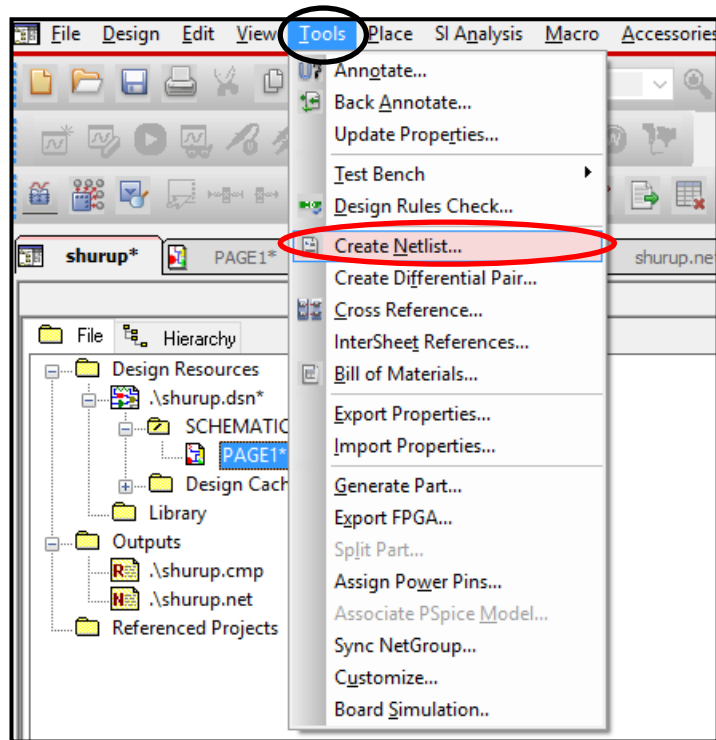 File Design Edit View Tools Place SI Analysis Macro Accessories
Annotate...
Back Annotate...
Update Properties...
Test Bench
Design Rules Check...
shurup* PAGE1* Create Netlist... shurup.net
Create Differential Pair...
Cross Reference...
File Hierarchy InterSheet References...
Design Resources Bill of Materials...
.\shurup.dsn*
SCHEMATIC Export Properties...
PAGE1* Import Properties...
Design Cach Generate Part...
Library Export FPGA...
Outputs Split Part...
.\shurup.cmp Assign Power Pins...
.\shurup.net Associate PSpice Model...
Referenced Projects Sync NetGroup...
Customize...
Board Simulation..